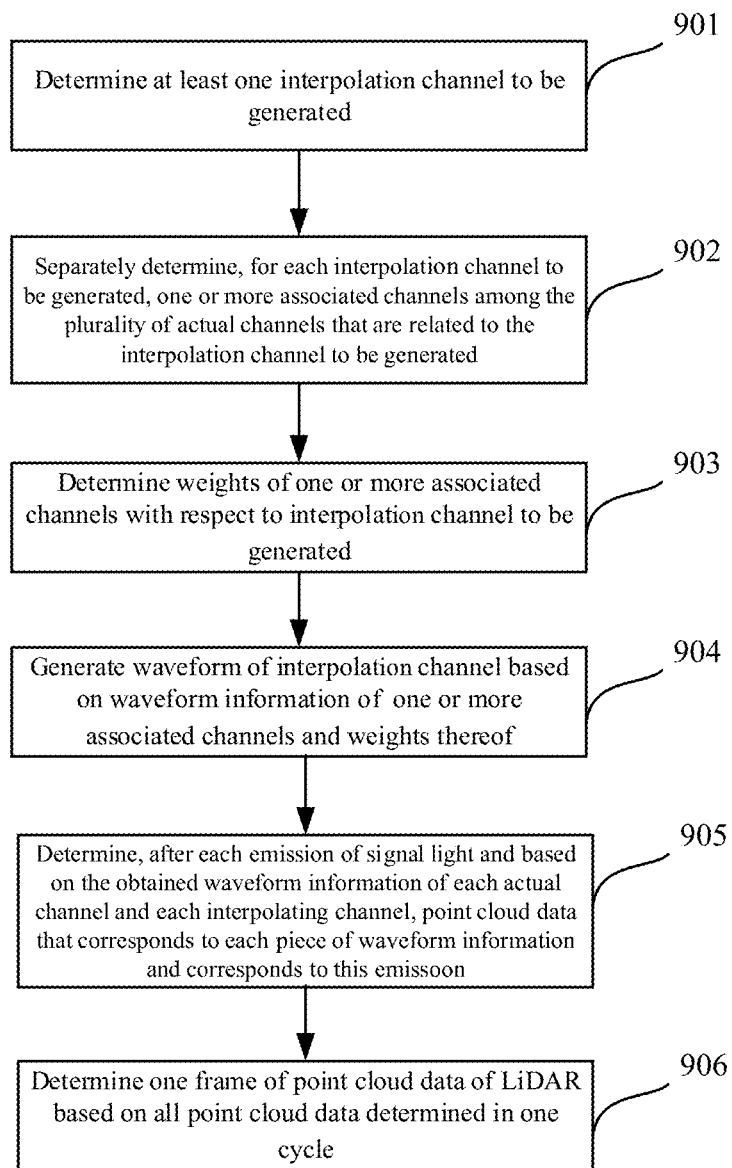 901
Determine at least one interpolation channel to be
generated
902
Separately determine, for each interpolation channel to
be generated, one or more associated channels among the
plurality of actual channels that are related to the
interpolation channel to be generated
903
Determine weights of one or more associated
channels with respect to interpolation channel to be
generated
904
Generate waveform of interpolation channel based
on waveform information of one or more
associated channels and weights thereof
905
Determine, after each emission of signal light and based
on the obtained waveform information of each actual
channel and each interpolating channel, point cloud data
that corresponds to each piece of waveform information
and corresponds to this emissoon
906
Determine one frame of point cloud data of LiDAR
based on all point cloud data determined in one
cycle